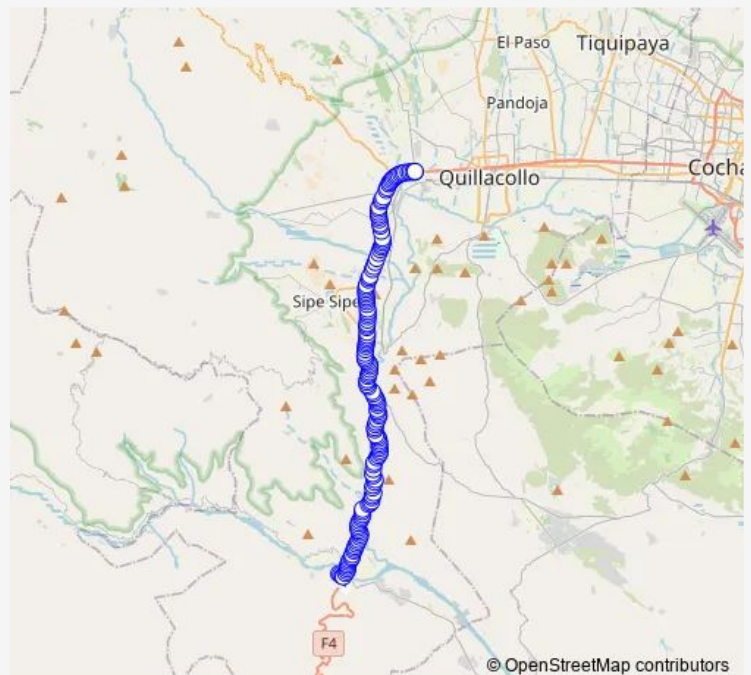 El Paso
Tiquipaya
Pandoja
Quillacollo
Cocha
Sipe Sipe
F4
© OpenStreetMap contributors